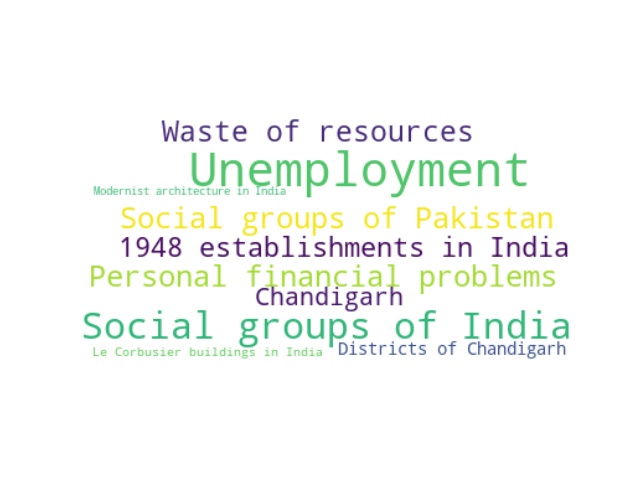 Waste of resources
Unemployment
Modernist architecture in India
Social groups of Pakistan
1948 establishments in India
Personal financial problems
Chandigarh
Social groups of India
Le Corbusier buildings in India
Districts of Chandigarh